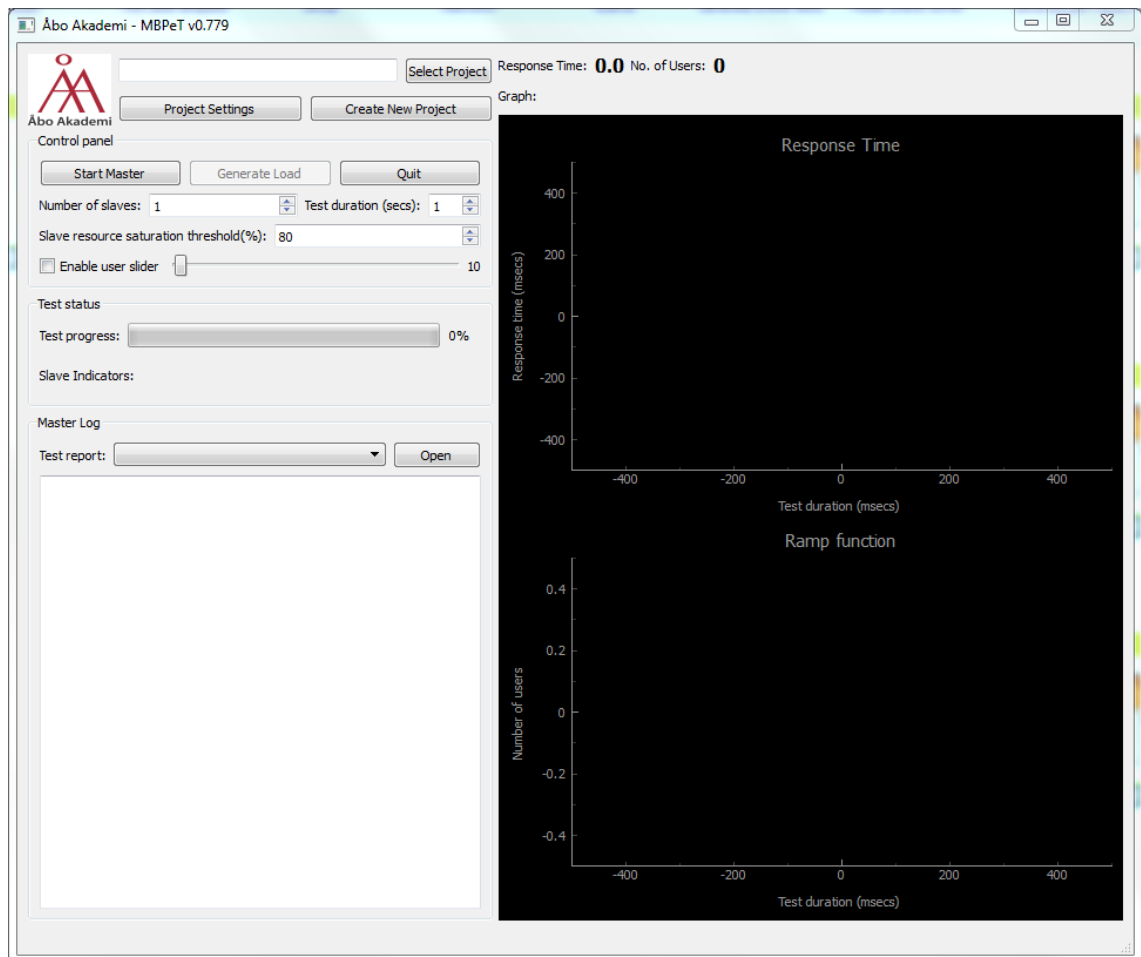 Åbo Akademi - MBPeT v0.779
Åbo Akademi
Select Project
Project Settings
Create New Project
Control panel
Start Master
Generate Load
Quit
Number of slaves: 1
Test duration (secs): 1
Slave resource saturation threshold(%): 80
Enable user slider
10
Test status
Test progress:
0%
Slave Indicators:
Master Log
Test report:
Open
Response Time: 0.0 No. of Users: 0
Graph:
Response Time
400
200
0
-200
-400
Response time (msecs)
-400 -200 0 200 400
Test duration (msecs)
Ramp function
0.4
0.2
0
-0.2
-0.4
Number of users
-400 -200 0 200 400
Test duration (msecs)